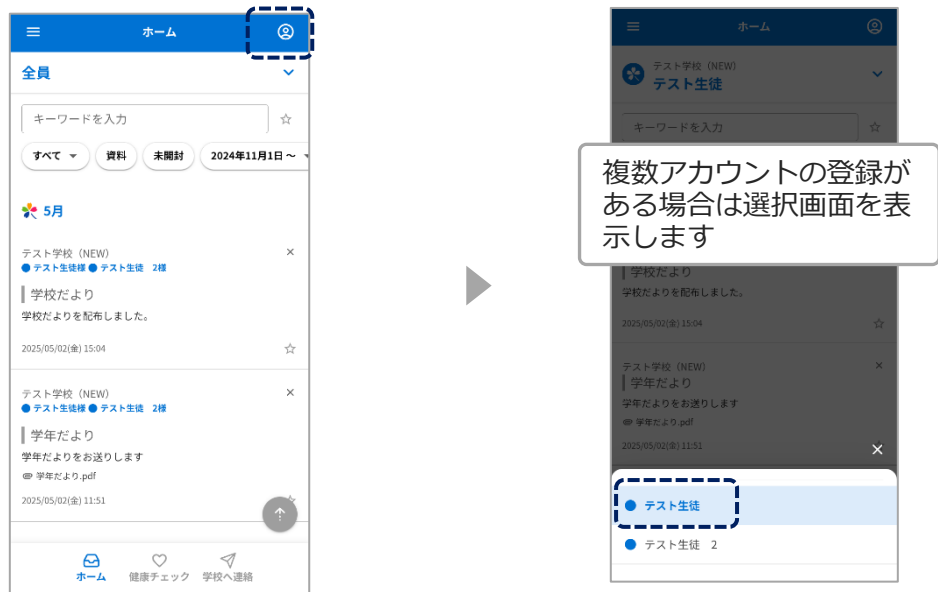 ホーム
全員
キーワードを入力
すべて 資料 未開封 2024年11月1日～
5月
テスト学校（NEW）
テスト生徒様 テスト生徒 2様
学校だより
学校だよりを配布しました。
2025/05/02(金) 15:04
テスト学校（NEW）
テスト生徒様 テスト生徒 2様
学年だより
学年だよりをお送りします
学年だより.pdf
2025/05/02(金) 11:51
ホーム 健康チェック 学校へ連絡
ホーム
テスト学校（NEW）
テスト生徒
キーワードを入力
複数アカウントの登録が
ある場合は選択画面を表
示します
学校だより
学校だよりを配布しました。
2025/05/02(金) 15:04
テスト学校（NEW）
学年だより
学年だよりをお送りします
学年だより.pdf
2025/05/02(金) 11:51
テスト生徒
テスト生徒 2